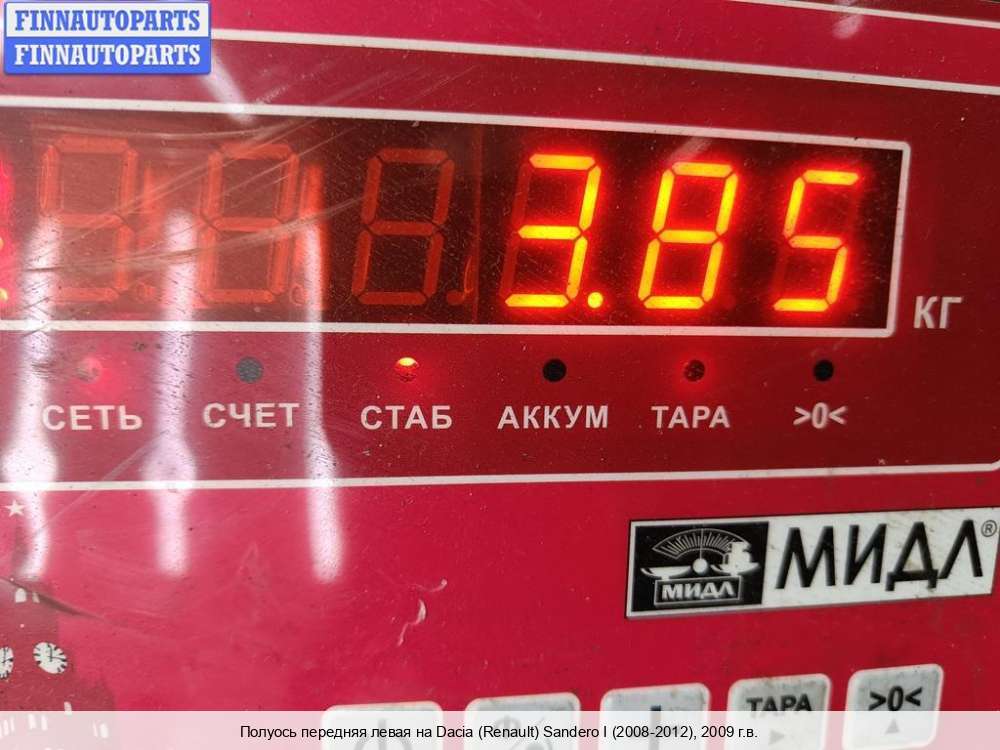 FINNAUTOPARTS
FINNAUTOPARTS
3.85
КГ
СЕТЬ СЧЕТ СТАБ АККУМ ТАРА >0<
МИДЛ МИДЛ®
ТАРА >0<
Полуось передняя левая на Dacia (Renault) Sandero I (2008-2012), 2009 г.в.